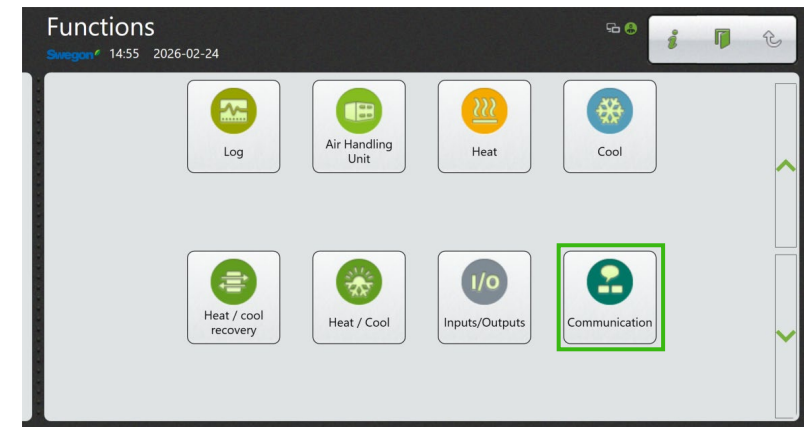 Functions
Swegon 14:55 2026-02-24
i
Log
Air Handling
Unit
Heat
Cool
Heat / cool
recovery
Heat / Cool
I/O
Inputs/Outputs
Communication